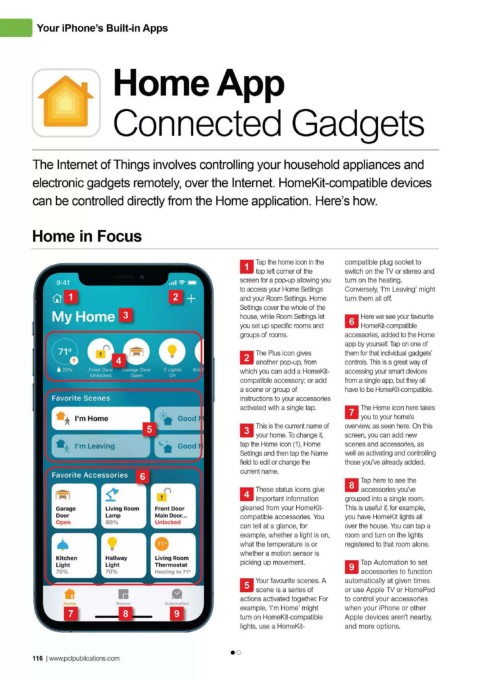 Your iPhone's Built-in Apps
Home App
Connected Gadgets
The Internet of Things involves controlling your household appliances and
electronic gadgets remotely, over the Internet. HomeKit-compatible devices
can be controlled directly from the Home application. Here's how.
Home in Focus
9:41
1
2
+
My Home 3
71°
20%
Front Door
Unlocked
Garage Door
Open
3 Lights
On
Kitc
4
Favorite Scenes
I'm Home
Good M
5
I'm Leaving
Good N
Favorite Accessories 6
Garage
Door
Open
Living Room
Lamp
80%
Front Door
Main Door...
Unlocked
Kitchen
Light
70%
Hallway
Light
70%
71°
Living Room
Thermostat
Heating to 71°
Home
Rooms
Automation
7
8
9
1 Tap the home icon in the
top left corner of the
screen for a pop-up allowing you
to access your Home Settings
and your Room Settings. Home
Settings cover the whole of the
house, while Room Settings let
you set up specific rooms and
groups of rooms.
2 The Plus icon gives
another pop-up, from
which you can add a HomeKit-
compatible accessory; or add
a scene or group of
instructions to your accessories
activated with a single tap.
3 This is the current name of
your home. To change it,
tap the Home icon (1), Home
Settings and then tap the Name
field to edit or change the
current name.
4 These status icons give
important information
gleaned from your HomeKit-
compatible accessories. You
can tell at a glance, for
example, whether a light is on,
what the temperature is or
whether a motion sensor is
picking up movement.
5 Your favourite scenes. A
scene is a series of
actions activated together. For
example, 'I'm Home' might
turn on HomeKit-compatible
lights, use a HomeKit-
compatible plug socket to
switch on the TV or stereo and
turn on the heating.
Conversely, 'I'm Leaving' might
turn them all off.
6 Here we see your favourite
HomeKit-compatible
accessories, added to the Home
app by yourself. Tap on one of
them for that individual gadgets'
controls. This is a great way of
accessing your smart devices
from a single app, but they all
have to be HomeKit-compatible.
7 The Home icon here takes
you to your home's
overview, as seen here. On this
screen, you can add new
scenes and accessories, as
well as activating and controlling
those you've already added.
8 Tap here to see the
accessories you've
grouped into a single room.
This is useful if, for example,
you have HomeKit lights all
over the house. You can tap a
room and turn on the lights
registered to that room alone.
9 Tap Automation to set
accessories to function
automatically at given times
or use Apple TV or HomePod
to control your accessories
when your iPhone or other
Apple devices aren't nearby,
and more options.
116 | www.pclpublications.com